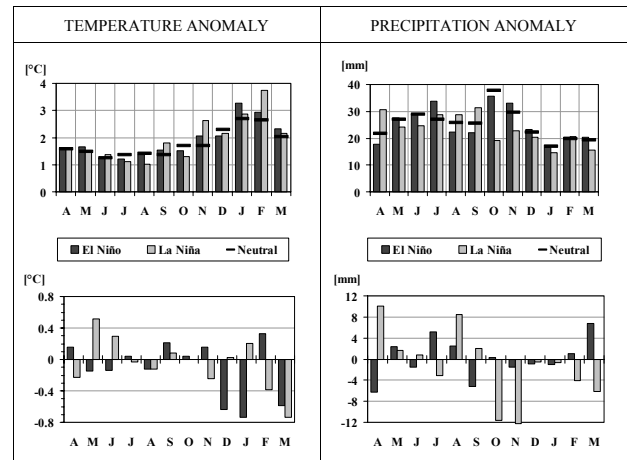 TEMPERATURE ANOMALY
[°C]
4
3
2
1
0
A M J J A S O N D J F M
El Niño La Niña Neutral
[°C]
0.8
0.4
0
-0.4
-0.8
A M J J A S O N D J F M
PRECIPITATION ANOMALY
[mm]
40
30
20
10
0
A M J J A S O N D J F M
El Niño La Niña Neutral
[mm]
12
8
4
0
-4
-8
-12
A M J J A S O N D J F M